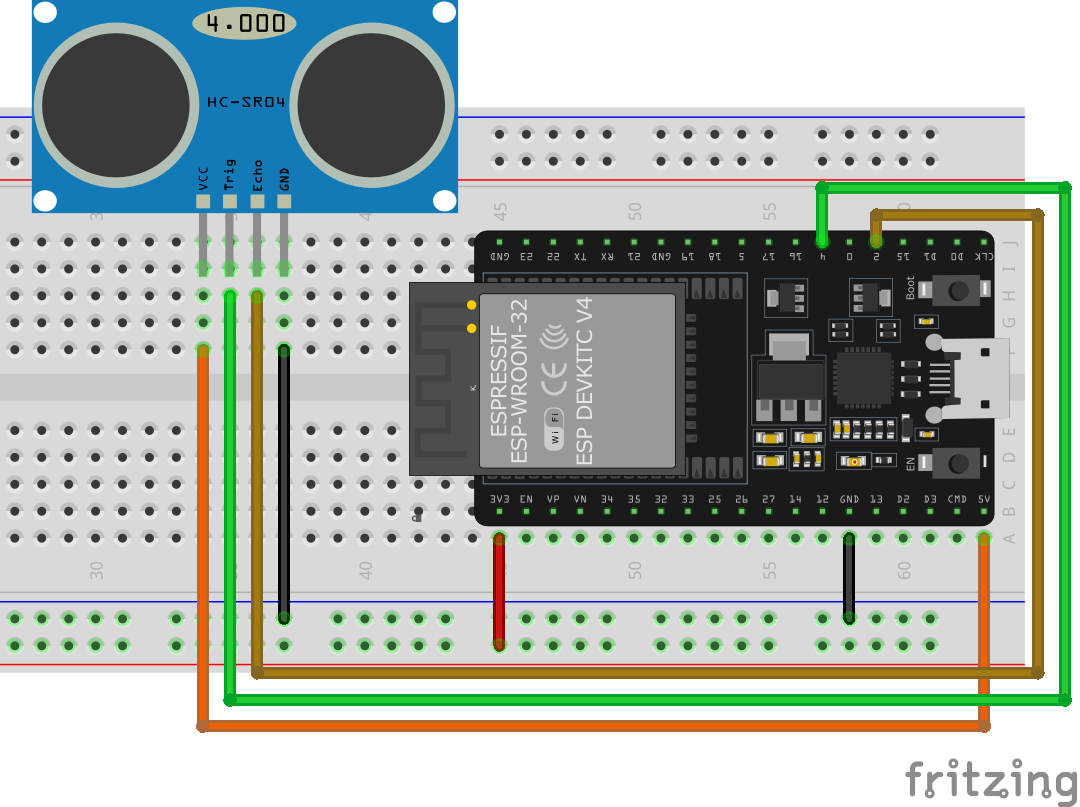 4.000
HC-SR04
VCC
Trig
Echo
GND
45
50
55
J
I
H
G
GND
23
22
TX
RX
21
GND
19
18
5
17
16
4
0
2
15
D1
D0
CLK
Boot
ESPRESSIF
ESP-WROOM-32
CE
Wi Fi
ESP DEVKITC V4
EN
E
D
C
B
A
3V3
EN
VP
VN
34
35
32
33
25
26
27
14
12
GND
13
D2
D3
CMD
5V
30
40
50
55
60
fritzing